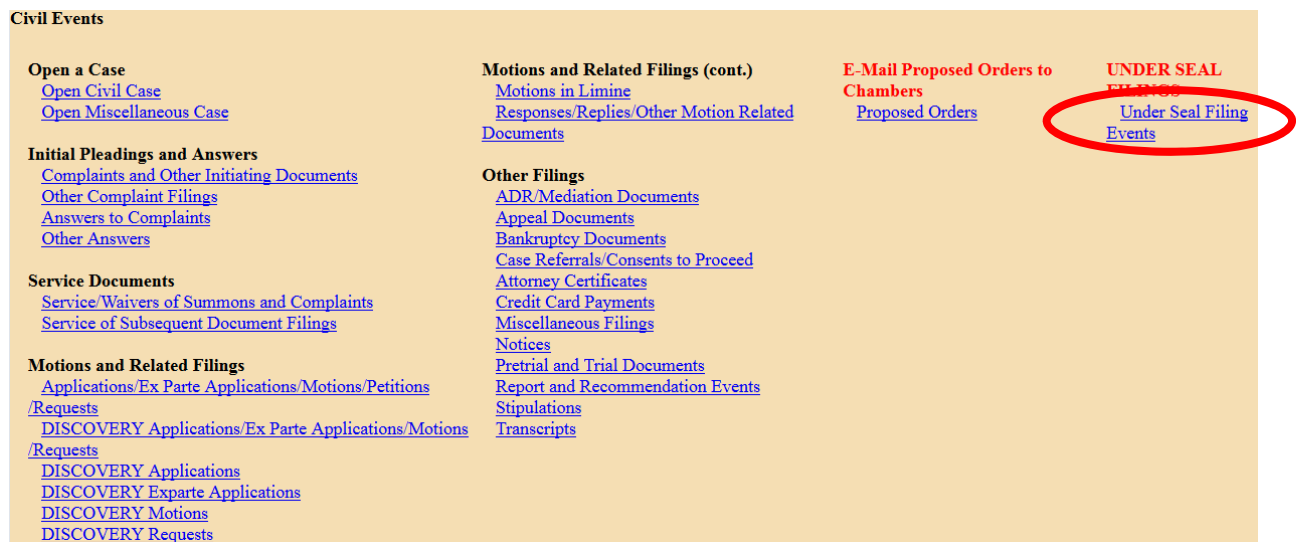 Civil Events
Open a Case
Open Civil Case
Open Miscellaneous Case
Initial Pleadings and Answers
Complaints and Other Initiating Documents
Other Complaint Filings
Answers to Complaints
Other Answers
Service Documents
Service/Waivers of Summons and Complaints
Service of Subsequent Document Filings
Motions and Related Filings
Applications/Ex Parte Applications/Motions/Petitions
/Requests
DISCOVERY Applications/Ex Parte Applications/Motions
/Requests
DISCOVERY Applications
DISCOVERY Exparte Applications
DISCOVERY Motions
DISCOVERY Requests
Motions and Related Filings (cont.)
Motions in Limine
Responses/Replies/Other Motion Related
Documents
Other Filings
ADR/Mediation Documents
Appeal Documents
Bankruptcy Documents
Case Referrals/Consents to Proceed
Attorney Certificates
Credit Card Payments
Miscellaneous Filings
Notices
Pretrial and Trial Documents
Report and Recommendation Events
Stipulations
Transcripts
E-Mail Proposed Orders to
Chambers
Proposed Orders
UNDER SEAL
FILINGS
Under Seal Filing
Events